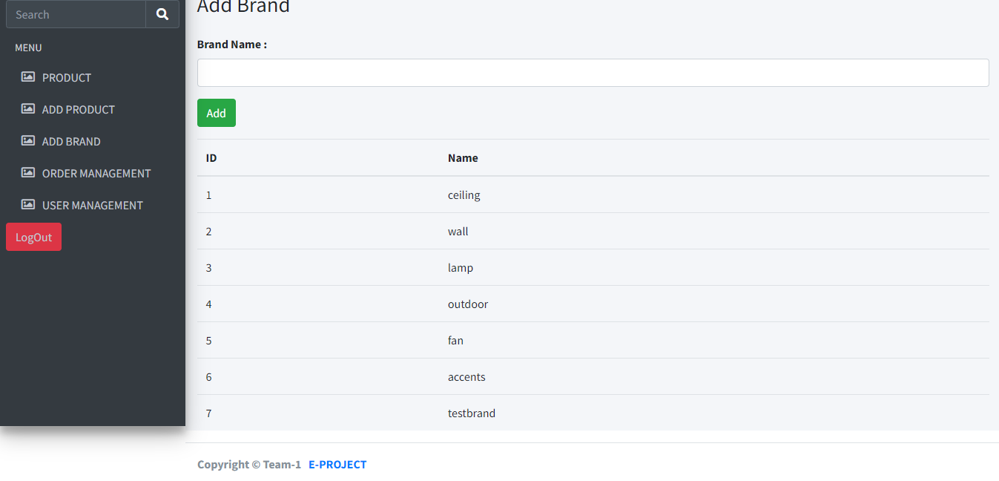 Search
MENU
PRODUCT
ADD PRODUCT
ADD BRAND
ORDER MANAGEMENT
USER MANAGEMENT
LogOut
Add Brand
Brand Name :
Add
ID Name
1 ceiling
2 wall
3 lamp
4 outdoor
5 fan
6 accents
7 testbrand
Copyright © Team-1 E-PROJECT